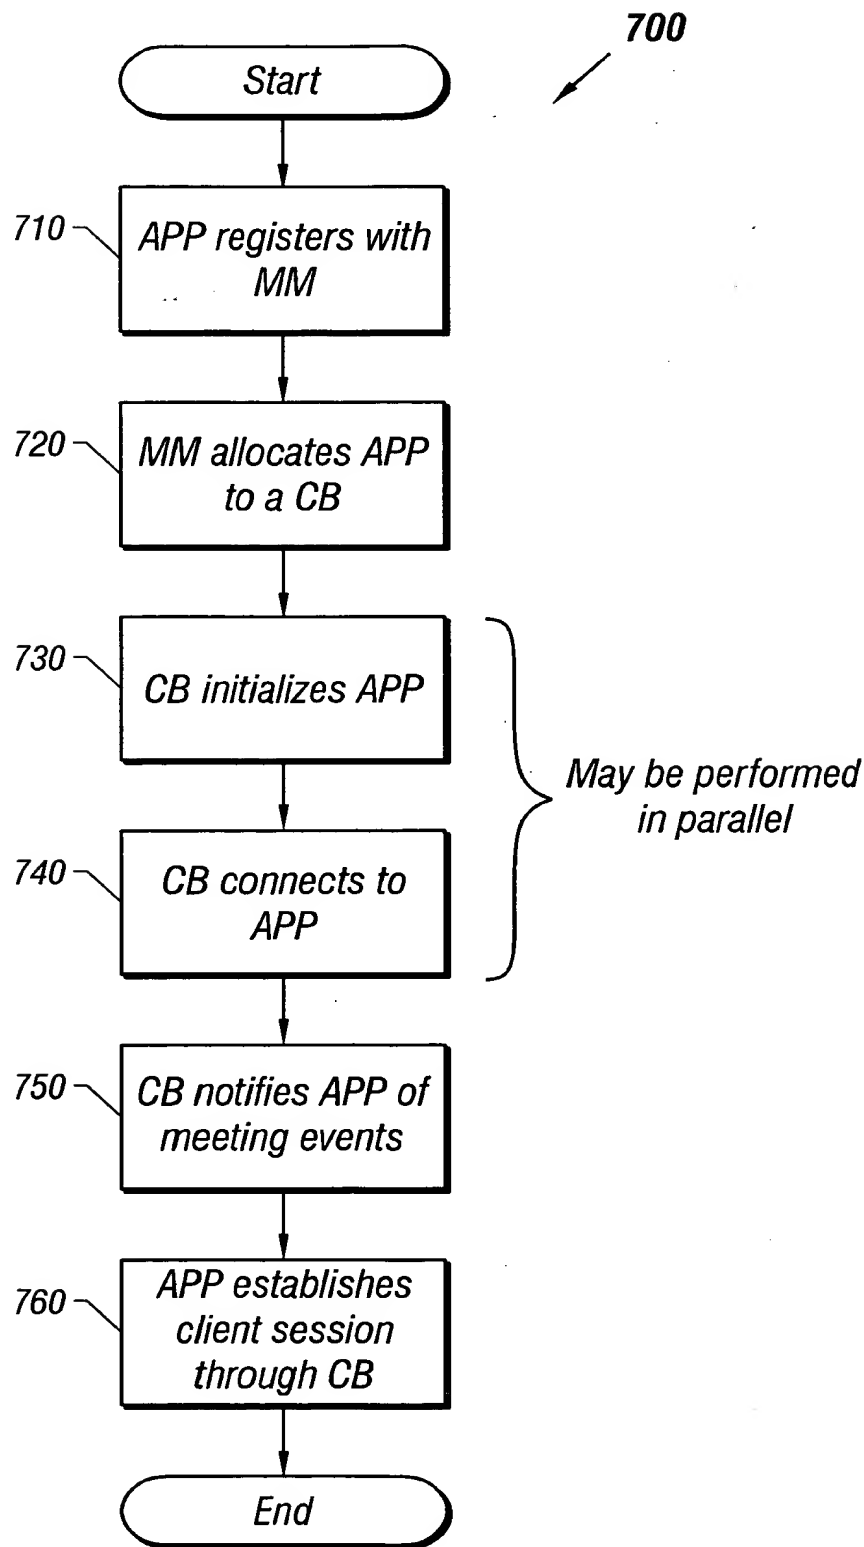 700
Start
710
APP registers with
MM
720
MM allocates APP
to a CB
730
CB initializes APP
May be performed
in parallel
740
CB connects to
APP
750
CB notifies APP of
meeting events
760
APP establishes
client session
through CB
End